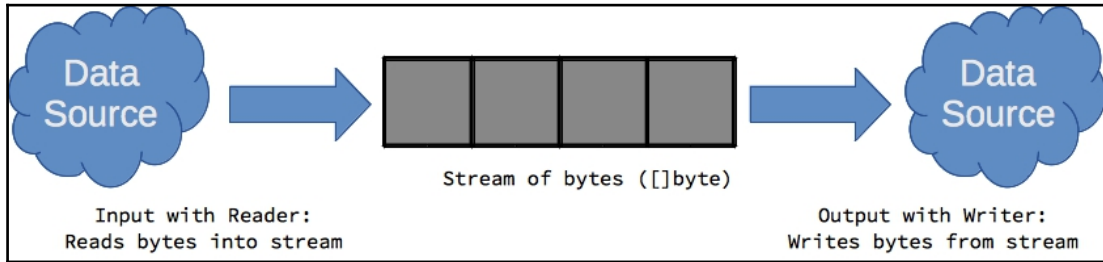 Data
Source
Data
Source
Stream of bytes ([]byte)
Input with Reader:
Reads bytes into stream
Output with Writer:
Writes bytes from stream